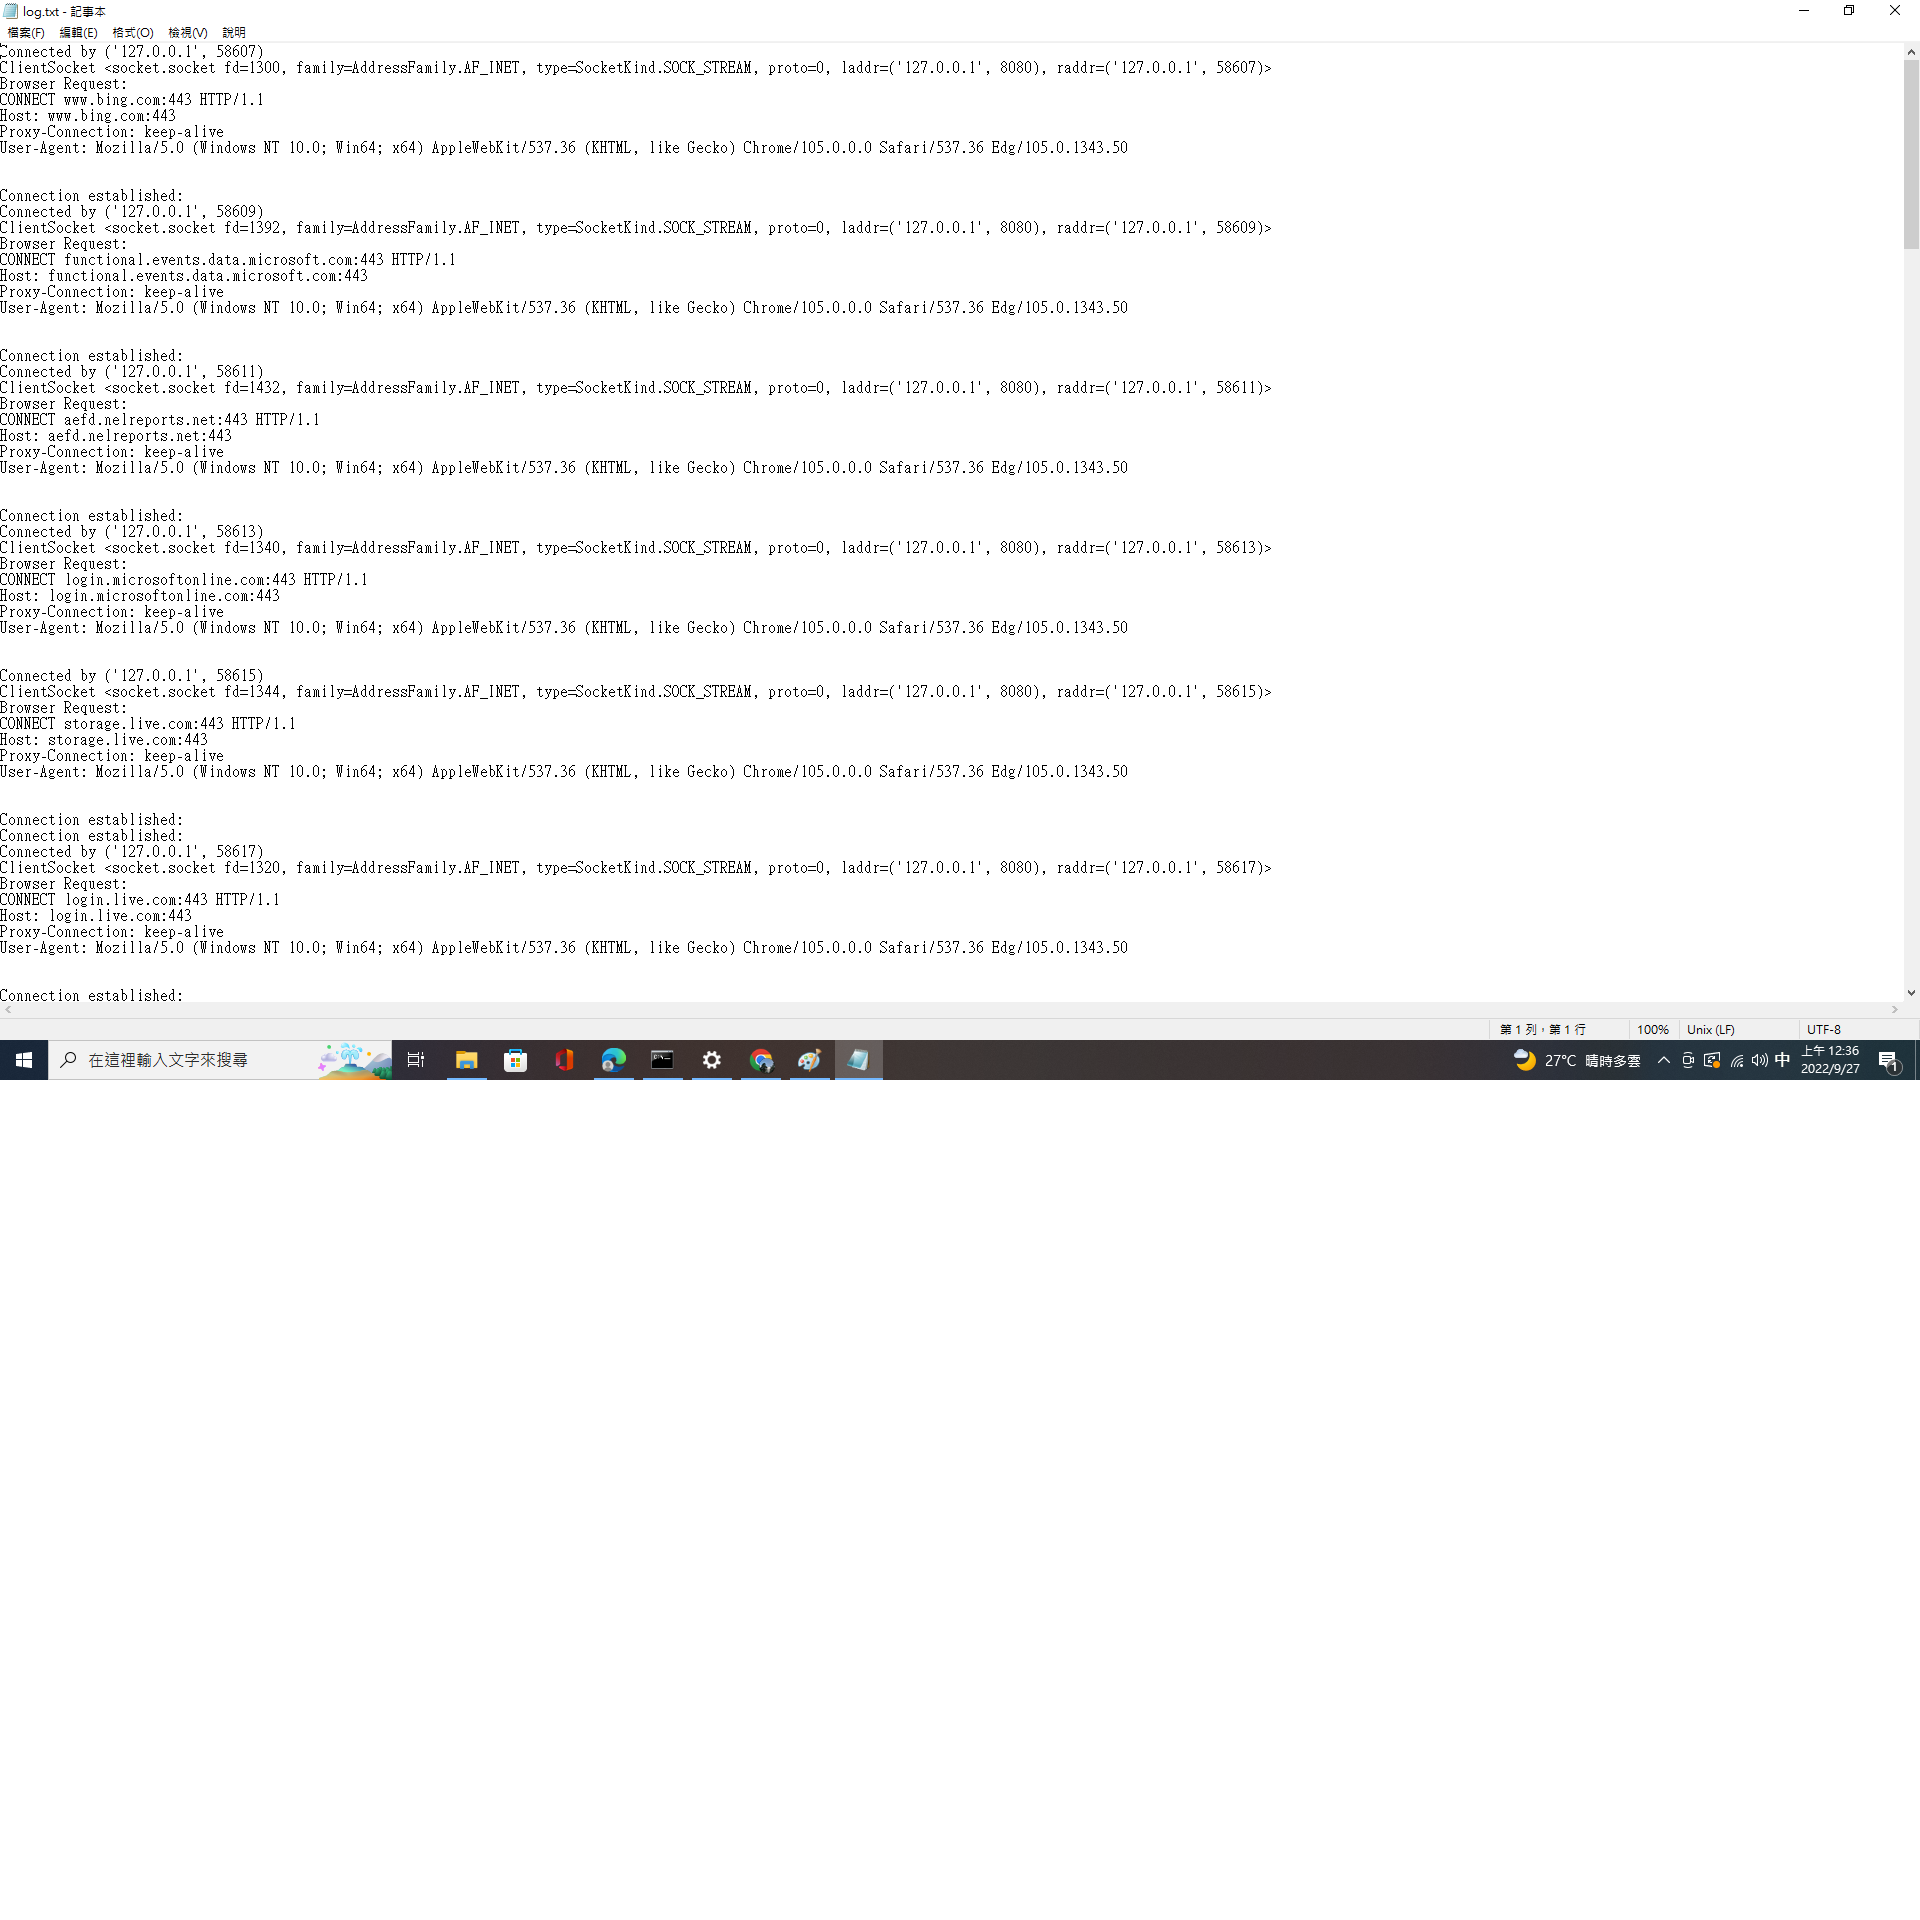 log.txt - 記事本
檔案(F) 編輯(E) 格式(O) 檢視(V) 說明
Connected by ('127.0.0.1', 58607)
ClientSocket <socket.socket fd=1300, family=AddressFamily.AF_INET, type=SocketKind.SOCK_STREAM, proto=0, laddr=('127.0.0.1', 8080), raddr=('127.0.0.1', 58607)>
Browser Request:
CONNECT www.bing.com:443 HTTP/1.1
Host: www.bing.com:443
Proxy-Connection: keep-alive
User-Agent: Mozilla/5.0 (Windows NT 10.0; Win64; x64) AppleWebKit/537.36 (KHTML, like Gecko) Chrome/105.0.0.0 Safari/537.36 Edg/105.0.1343.50
Connection established:
Connected by ('127.0.0.1', 58609)
ClientSocket <socket.socket fd=1392, family=AddressFamily.AF_INET, type=SocketKind.SOCK_STREAM, proto=0, laddr=('127.0.0.1', 8080), raddr=('127.0.0.1', 58609)>
Browser Request:
CONNECT functional.events.data.microsoft.com:443 HTTP/1.1
Host: functional.events.data.microsoft.com:443
Proxy-Connection: keep-alive
User-Agent: Mozilla/5.0 (Windows NT 10.0; Win64; x64) AppleWebKit/537.36 (KHTML, like Gecko) Chrome/105.0.0.0 Safari/537.36 Edg/105.0.1343.50
Connection established:
Connected by ('127.0.0.1', 58611)
ClientSocket <socket.socket fd=1432, family=AddressFamily.AF_INET, type=SocketKind.SOCK_STREAM, proto=0, laddr=('127.0.0.1', 8080), raddr=('127.0.0.1', 58611)>
Browser Request:
CONNECT aefd.nelreports.net:443 HTTP/1.1
Host: aefd.nelreports.net:443
Proxy-Connection: keep-alive
User-Agent: Mozilla/5.0 (Windows NT 10.0; Win64; x64) AppleWebKit/537.36 (KHTML, like Gecko) Chrome/105.0.0.0 Safari/537.36 Edg/105.0.1343.50
Connection established:
Connected by ('127.0.0.1', 58613)
ClientSocket <socket.socket fd=1340, family=AddressFamily.AF_INET, type=SocketKind.SOCK_STREAM, proto=0, laddr=('127.0.0.1', 8080), raddr=('127.0.0.1', 58613)>
Browser Request:
CONNECT login.microsoftonline.com:443 HTTP/1.1
Host: login.microsoftonline.com:443
Proxy-Connection: keep-alive
User-Agent: Mozilla/5.0 (Windows NT 10.0; Win64; x64) AppleWebKit/537.36 (KHTML, like Gecko) Chrome/105.0.0.0 Safari/537.36 Edg/105.0.1343.50
Connected by ('127.0.0.1', 58615)
ClientSocket <socket.socket fd=1344, family=AddressFamily.AF_INET, type=SocketKind.SOCK_STREAM, proto=0, laddr=('127.0.0.1', 8080), raddr=('127.0.0.1', 58615)>
Browser Request:
CONNECT storage.live.com:443 HTTP/1.1
Host: storage.live.com:443
Proxy-Connection: keep-alive
User-Agent: Mozilla/5.0 (Windows NT 10.0; Win64; x64) AppleWebKit/537.36 (KHTML, like Gecko) Chrome/105.0.0.0 Safari/537.36 Edg/105.0.1343.50
Connection established:
Connection established:
Connected by ('127.0.0.1', 58617)
ClientSocket <socket.socket fd=1320, family=AddressFamily.AF_INET, type=SocketKind.SOCK_STREAM, proto=0, laddr=('127.0.0.1', 8080), raddr=('127.0.0.1', 58617)>
Browser Request:
CONNECT login.live.com:443 HTTP/1.1
Host: login.live.com:443
Proxy-Connection: keep-alive
User-Agent: Mozilla/5.0 (Windows NT 10.0; Win64; x64) AppleWebKit/537.36 (KHTML, like Gecko) Chrome/105.0.0.0 Safari/537.36 Edg/105.0.1343.50
Connection established:
第 1 列，第 1 行 100% Unix (LF) UTF-8
在這裡輸入文字來搜尋 27°C 晴時多雲 中 上午 12:36
2022/9/27 1